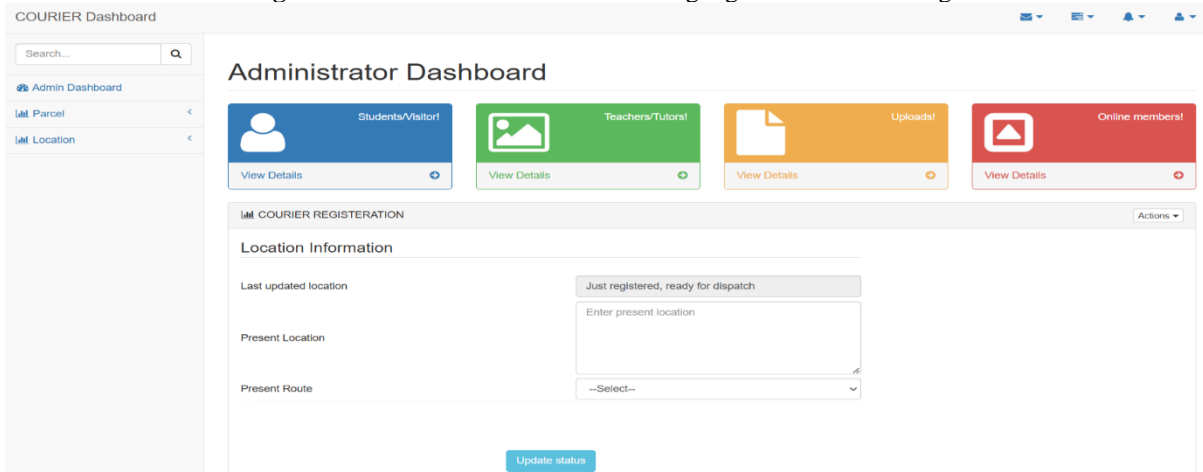 COURIER Dashboard
Search...
Admin Dashboard
Parcel
Location
Administrator Dashboard
Students/Visitor!
View Details
Teachers/Tutors!
View Details
Uploads!
View Details
Online members!
View Details
COURIER REGISTERATION
Actions
Location Information
Last updated location
Just registered, ready for dispatch
Present Location
Enter present location
Present Route
--Select--
Update status